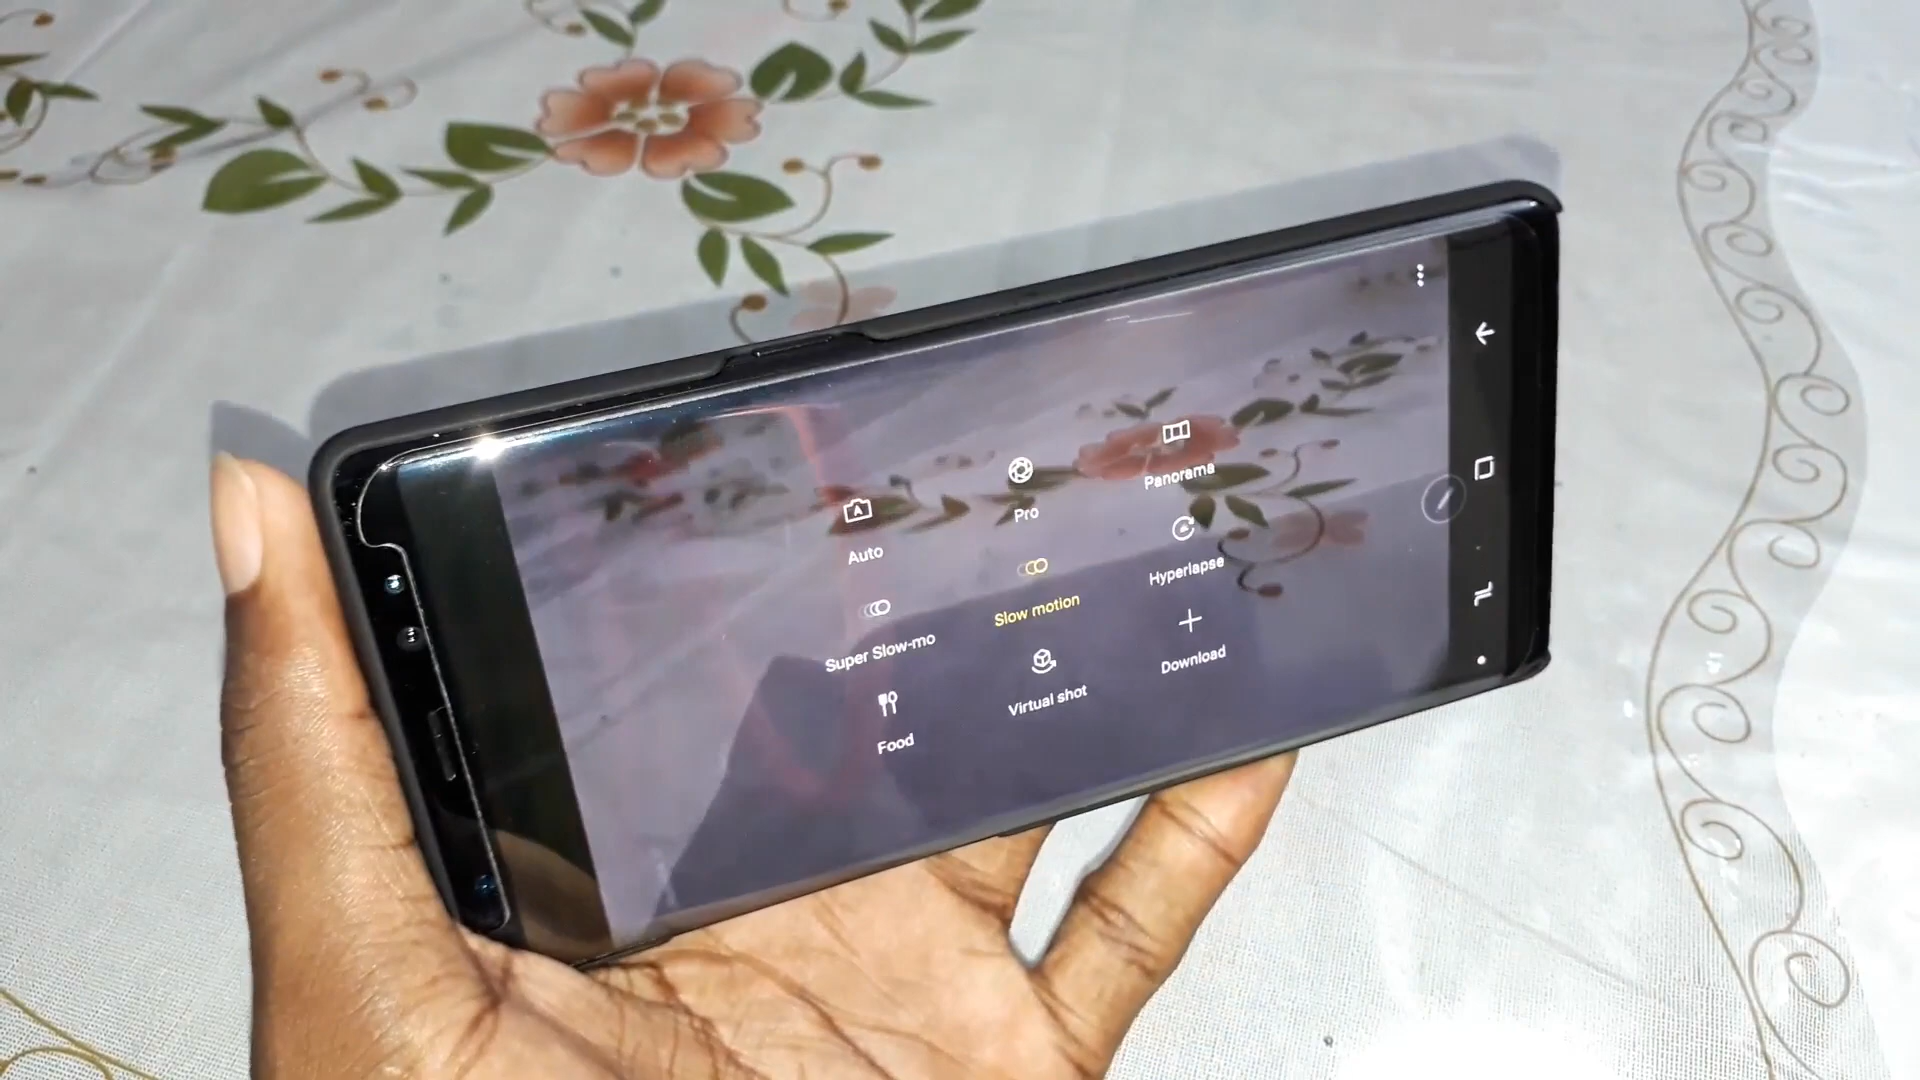 Auto
Pro
Panorama
Super Slow-mo
Slow motion
Hyperlapse
Food
Virtual shot
Download